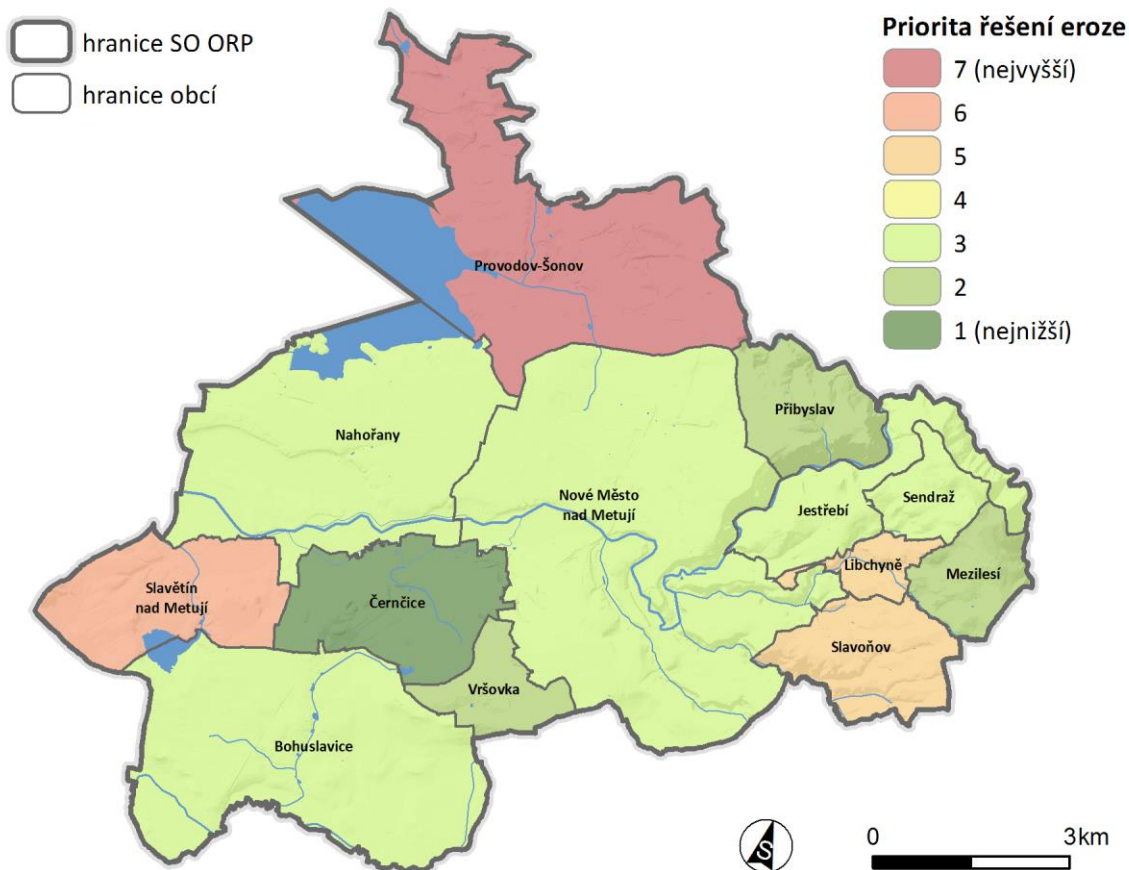 hranice SO ORP
hranice obcí
Priorita řešení eroze
7 (nejvyšší)
6
5
4
3
2
1 (nejnižší)
Provodov-Šonov
Přibyslav
Nahořany
Nové Město
nad Metují
Jestřebí
Sendraž
Libchyně
Mezilesí
Slavětín
nad Metují
Černčice
Slavoňov
Vršovka
Bohuslavice
S
0
3km